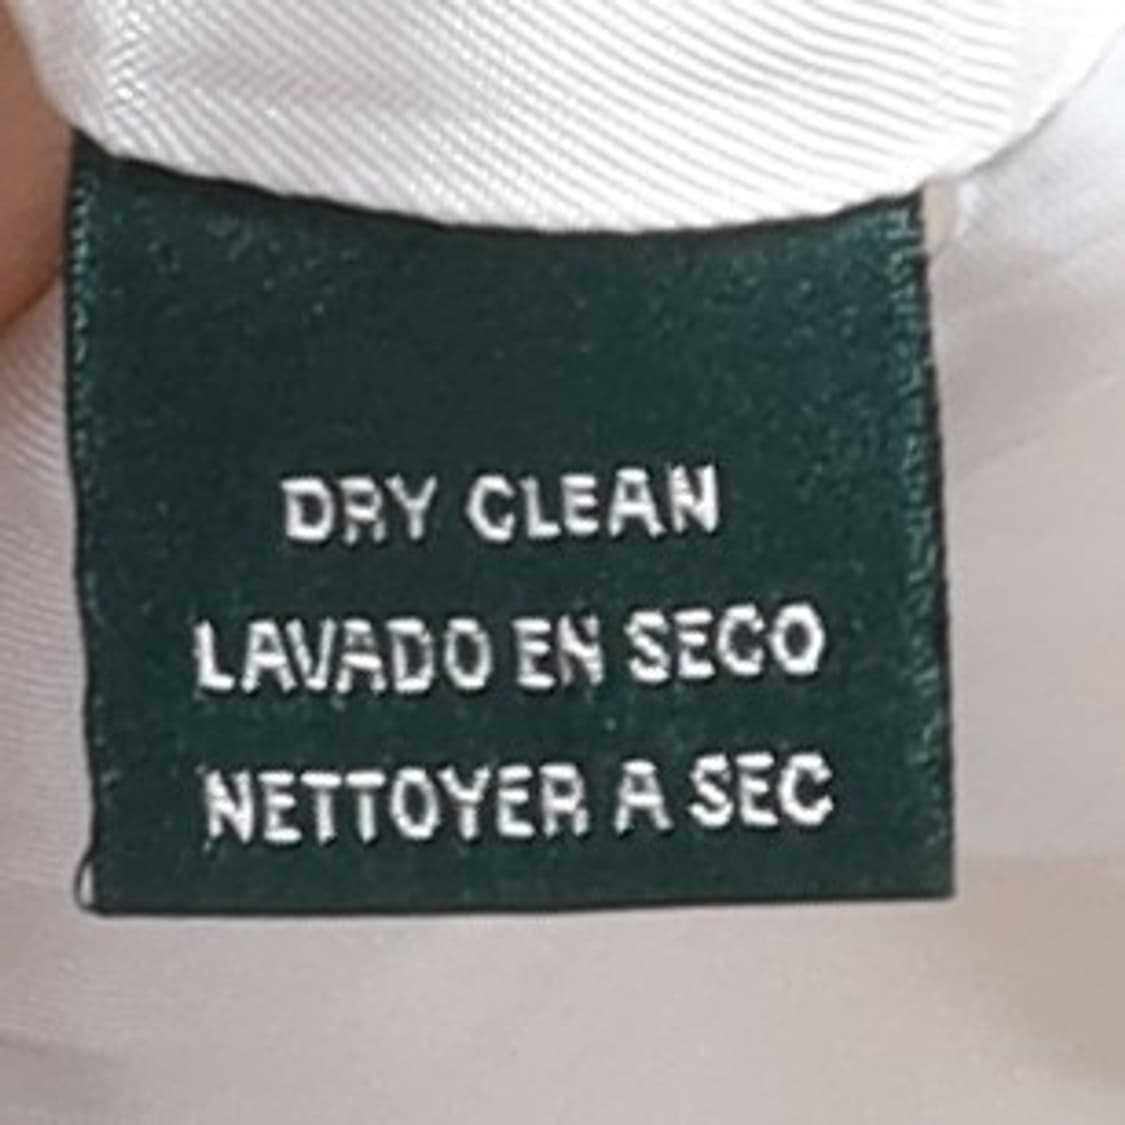 DRY CLEAN
LAVADO EN SECO
NETTOYER A SEC